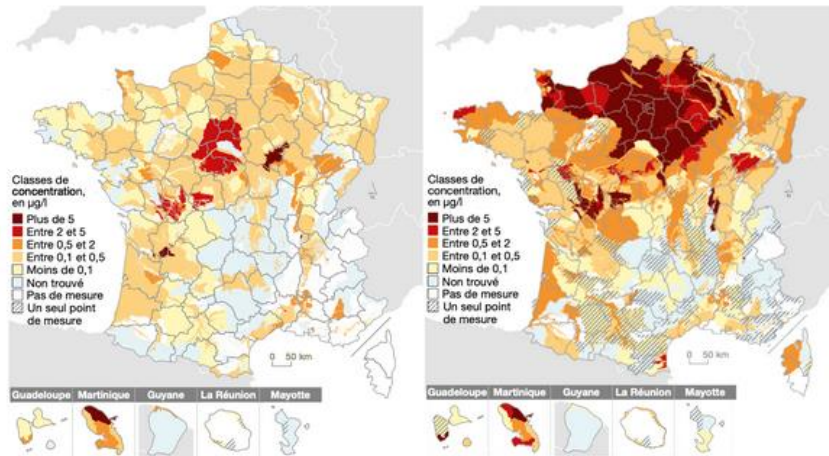 Classes de
concentration,
en µg/l
Plus de 5
Entre 2 et 5
Entre 0,5 et 2
Entre 0,1 et 0,5
Moins de 0,1
Non trouvé
Pas de mesure
Un seul point
de mesure
0 50 km
Guadeloupe Martinique Guyane La Réunion Mayotte
Classes de
concentration,
en µg/l
Plus de 5
Entre 2 et 5
Entre 0,5 et 2
Entre 0,1 et 0,5
Moins de 0,1
Non trouvé
Pas de mesure
Un seul point
de mesure
0 50 km
Guadeloupe Martinique Guyane La Réunion Mayotte